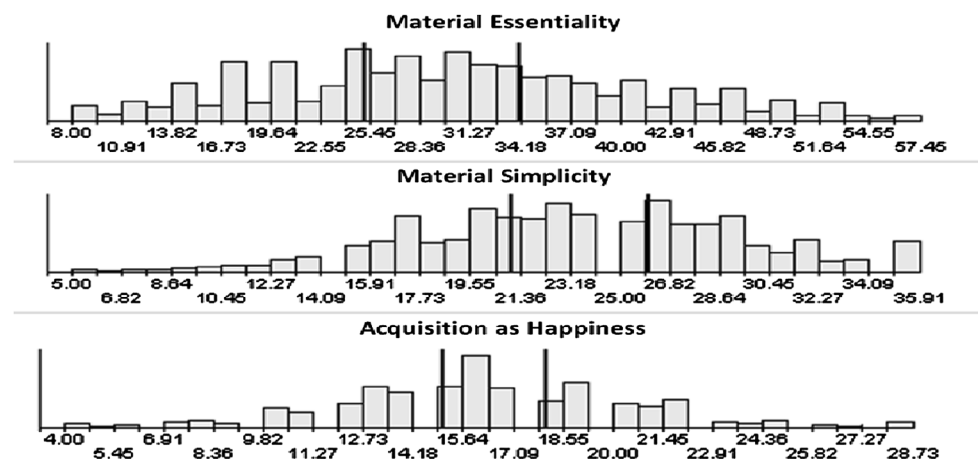 Material Essentiality
8.00 13.82 19.64 25.45 31.27 37.09 42.91 48.73 54.55
10.91 16.73 22.55 28.36 34.18 40.00 45.82 51.64 57.45
Material Simplicity
5.00 8.64 12.27 15.91 19.55 23.18 26.82 30.45 34.09
6.82 10.45 14.09 17.73 21.36 25.00 28.64 32.27 35.91
Acquisition as Happiness
4.00 6.91 9.82 12.73 15.64 18.55 21.45 24.36 27.27
5.45 8.36 11.27 14.18 17.09 20.00 22.91 25.82 28.73